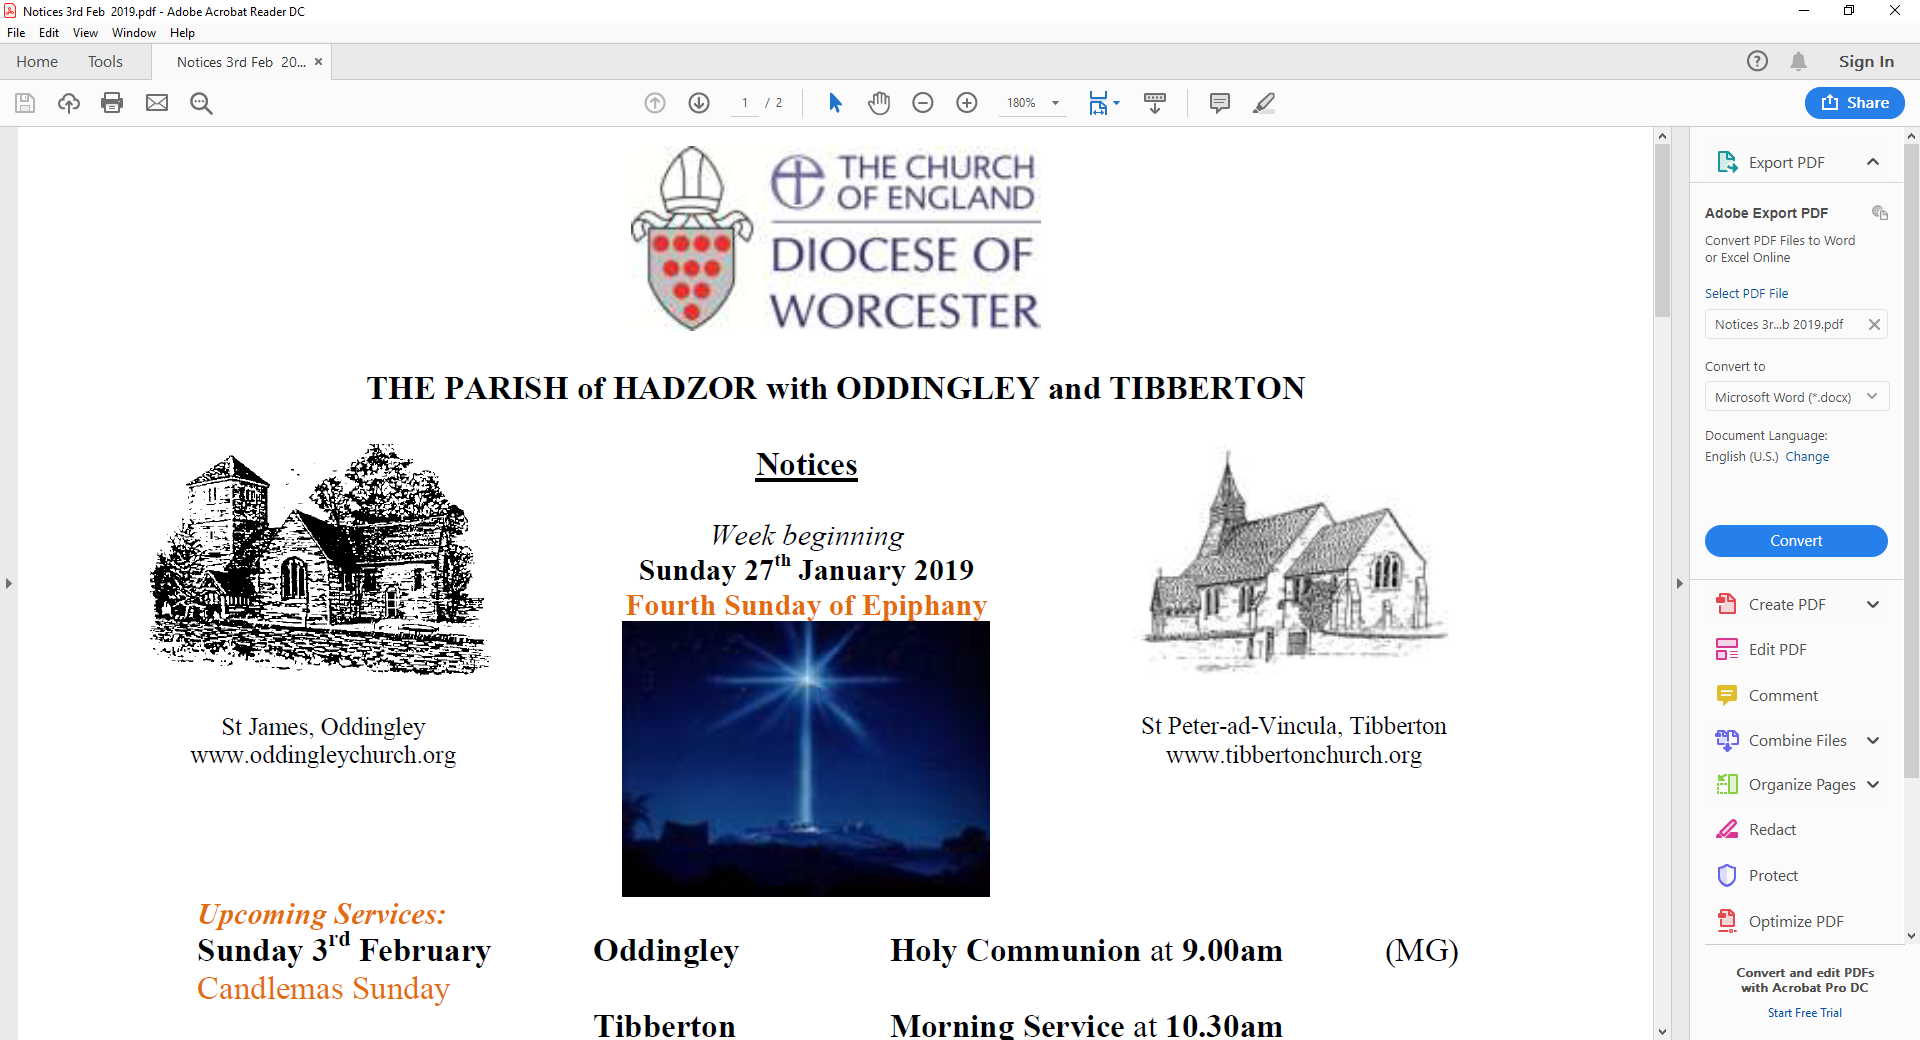 Notices 3rd Feb  2019.pdf - Adobe Acrobat Reader DC
File Edit View Window Help
Home Tools Notices 3rd Feb  20... ×
Sign In
1 / 2 180%
Share
THE CHURCH
OF ENGLAND
DIOCESE OF
WORCESTER
THE PARISH of HADZOR with ODDINGLEY and TIBBERTON
Notices
Week beginning
Sunday 27th January 2019
Fourth Sunday of Epiphany
St James, Oddingley
www.oddingleychurch.org
St Peter-ad-Vincula, Tibberton
www.tibbertonchurch.org
Upcoming Services:
Sunday 3rd February Oddingley Holy Communion at 9.00am (MG)
Candlemas Sunday
Tibberton Morning Service at 10.30am
Export PDF
Adobe Export PDF
Convert PDF Files to Word
or Excel Online
Select PDF File
Notices 3r...b 2019.pdf
Convert to
Microsoft Word (*.docx)
Document Language:
English (U.S.) Change
Convert
Create PDF
Edit PDF
Comment
Combine Files
Organize Pages
Redact
Protect
Optimize PDF
Convert and edit PDFs
with Acrobat Pro DC
Start Free Trial